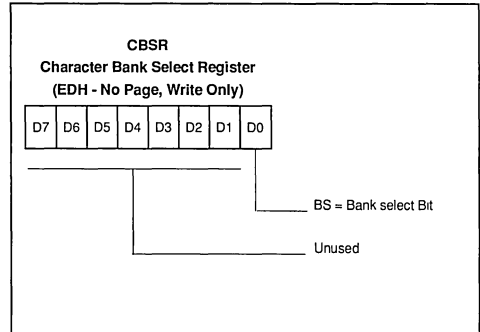 CBSR
Character Bank Select Register
(EDH - No Page, Write Only)
D7 D6 D5 D4 D3 D2 D1 D0
BS = Bank select Bit
Unused